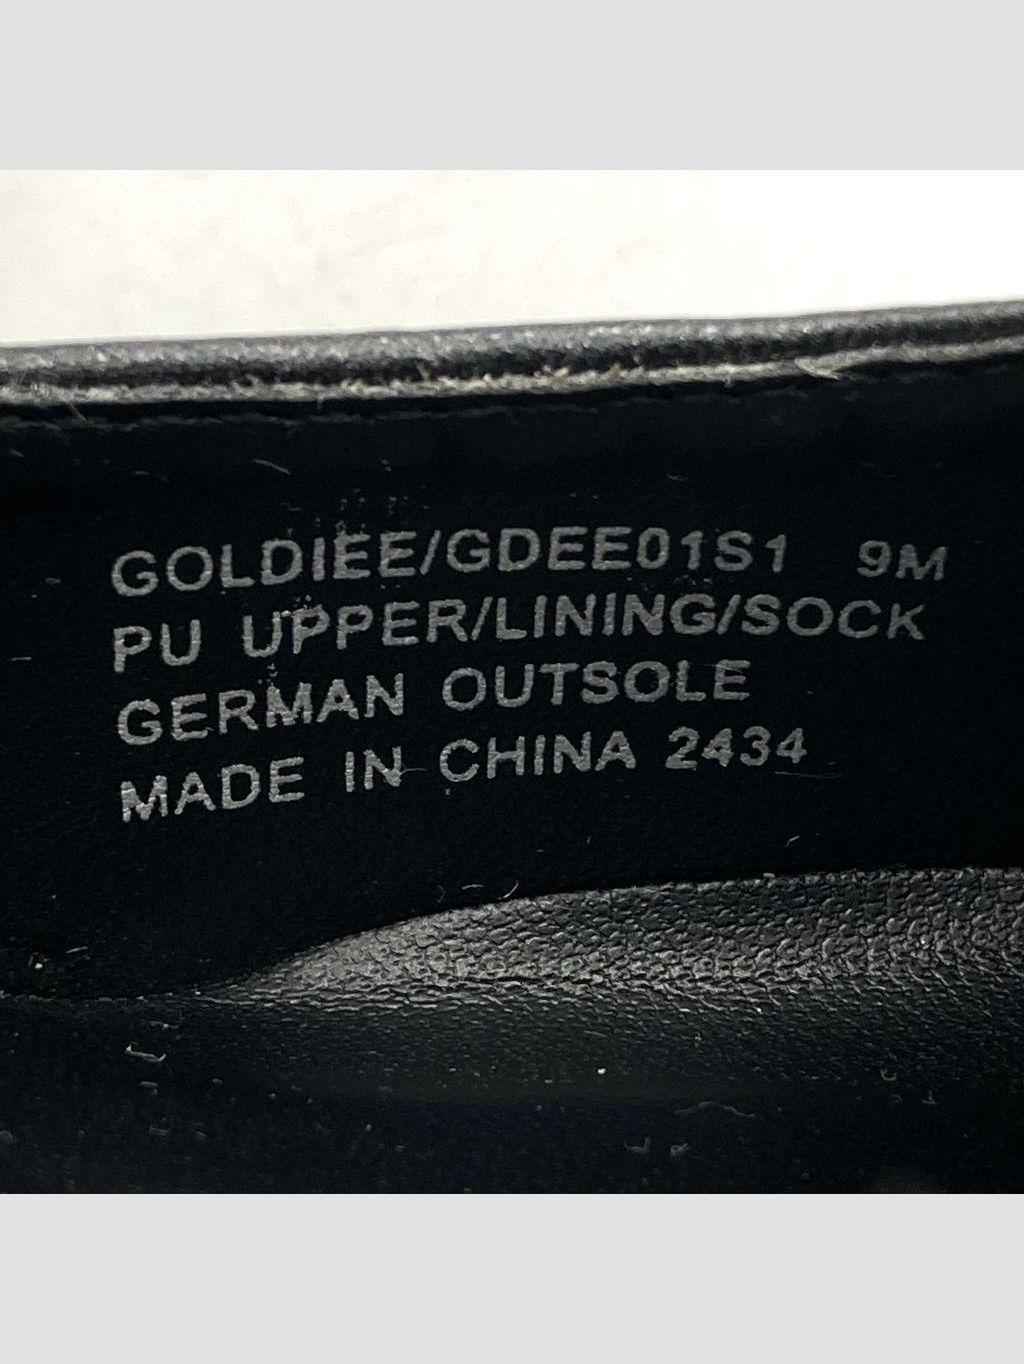 GOLDIEE/GDEE01S1 9M
PU UPPER/LINING/SOCK
GERMAN OUTSOLE
MADE IN CHINA 2434